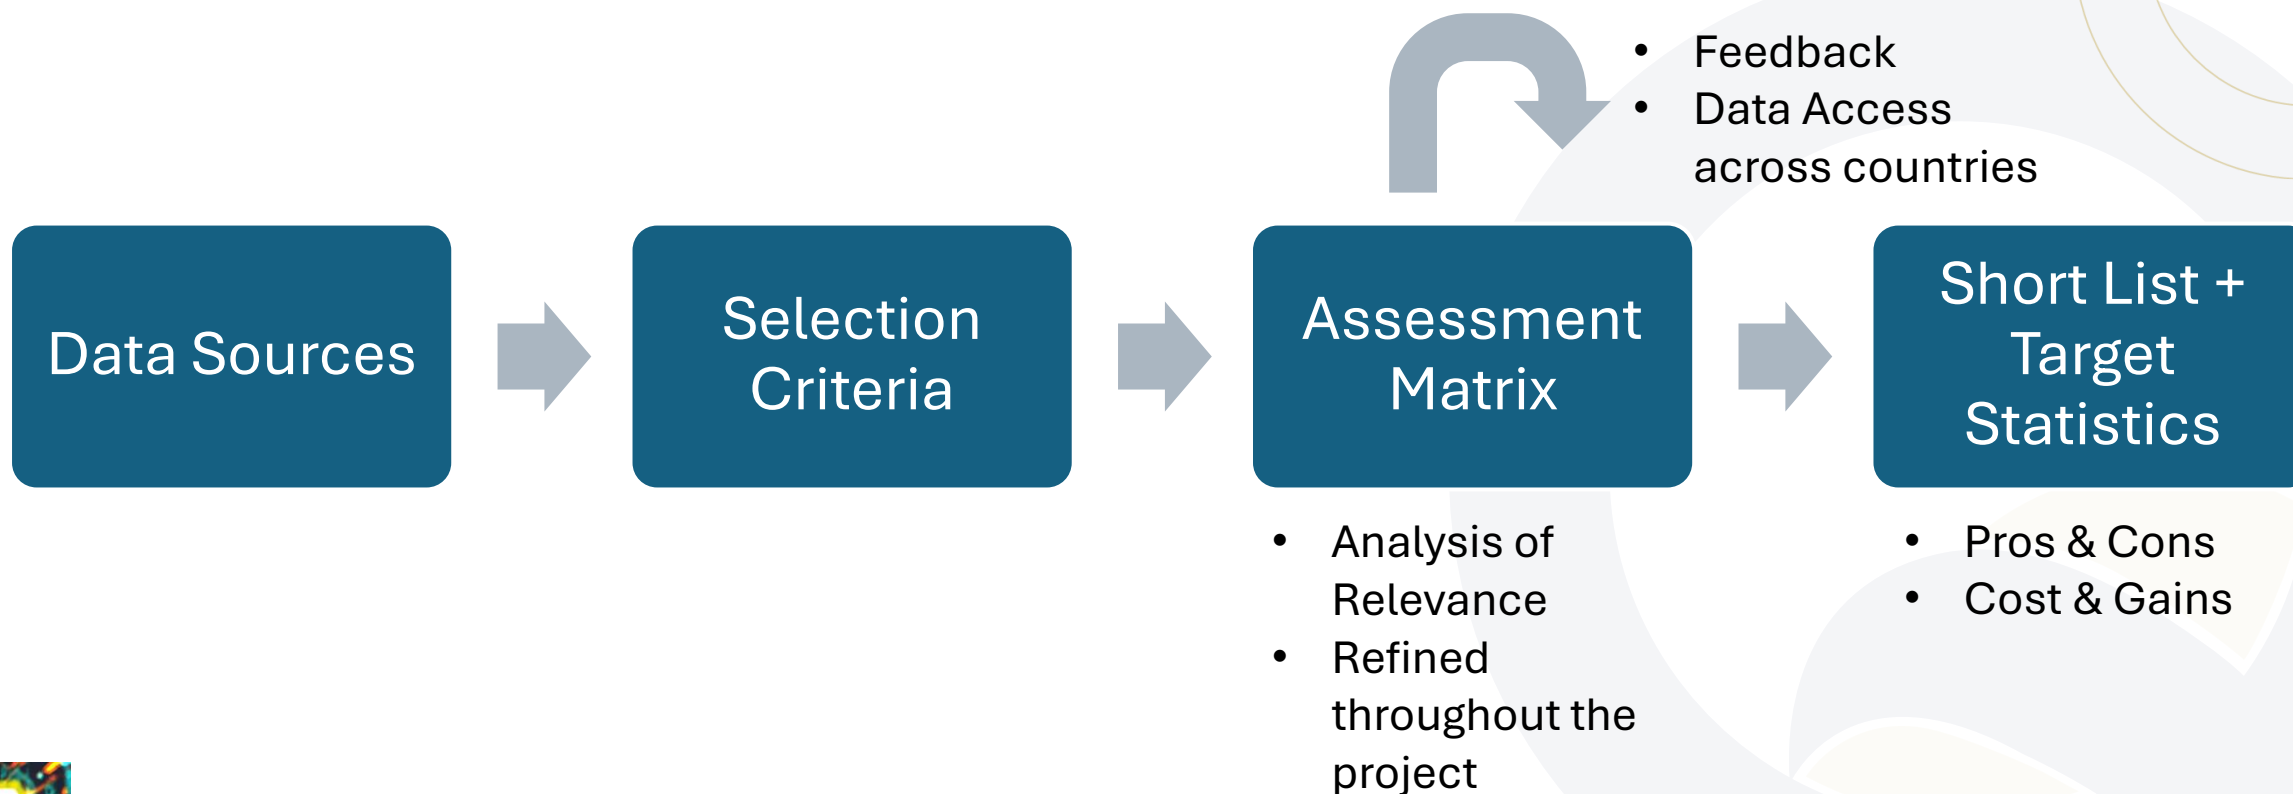 • Feedback
• Data Access
across countries
Data Sources
Selection
Criteria
Assessment
Matrix
Short List +
Target
Statistics
• Analysis of
Relevance
• Refined
throughout the
project
• Pros & Cons
• Cost & Gains